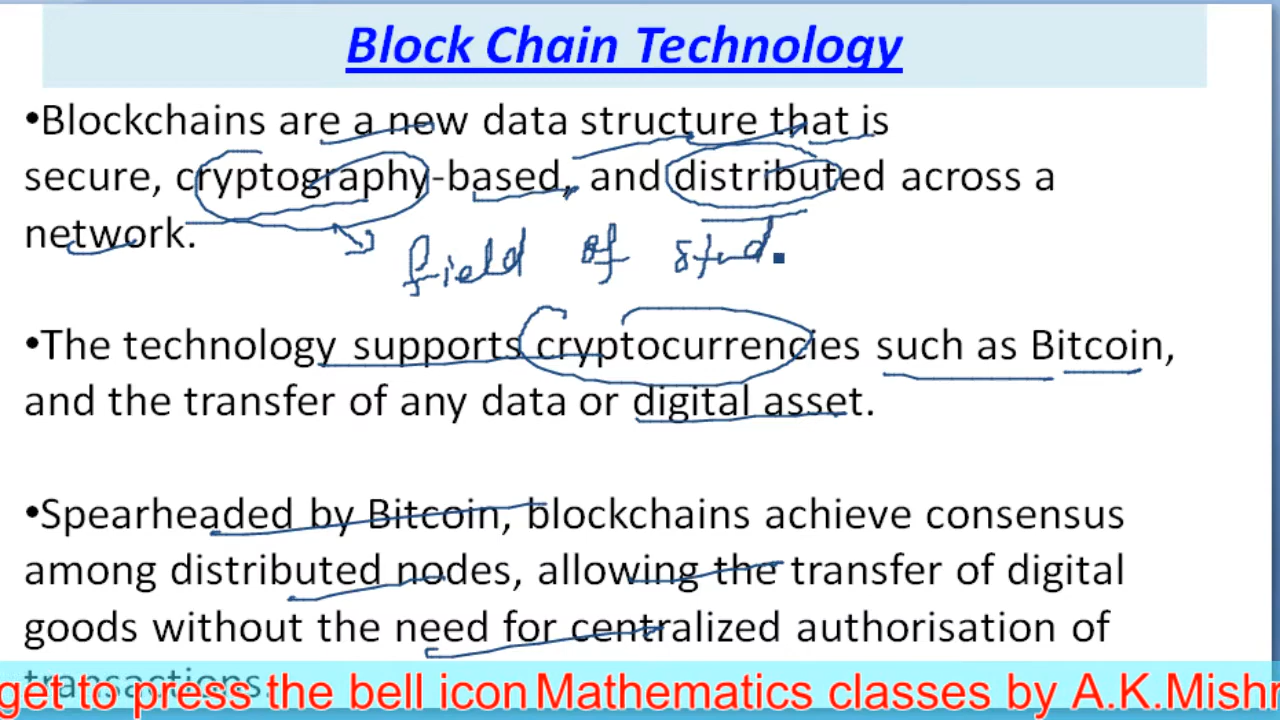 Block Chain Technology
•Blockchains are a new data structure that is
secure, cryptography-based, and distributed across a
network.
field of stud.
•The technology supports cryptocurrencies such as Bitcoin,
and the transfer of any data or digital asset.
•Spearheaded by Bitcoin, blockchains achieve consensus
among distributed nodes, allowing the transfer of digital
goods without the need for centralized authorisation of
transactions.
get to press the bell icon Mathematics classes by A.K.Mishr